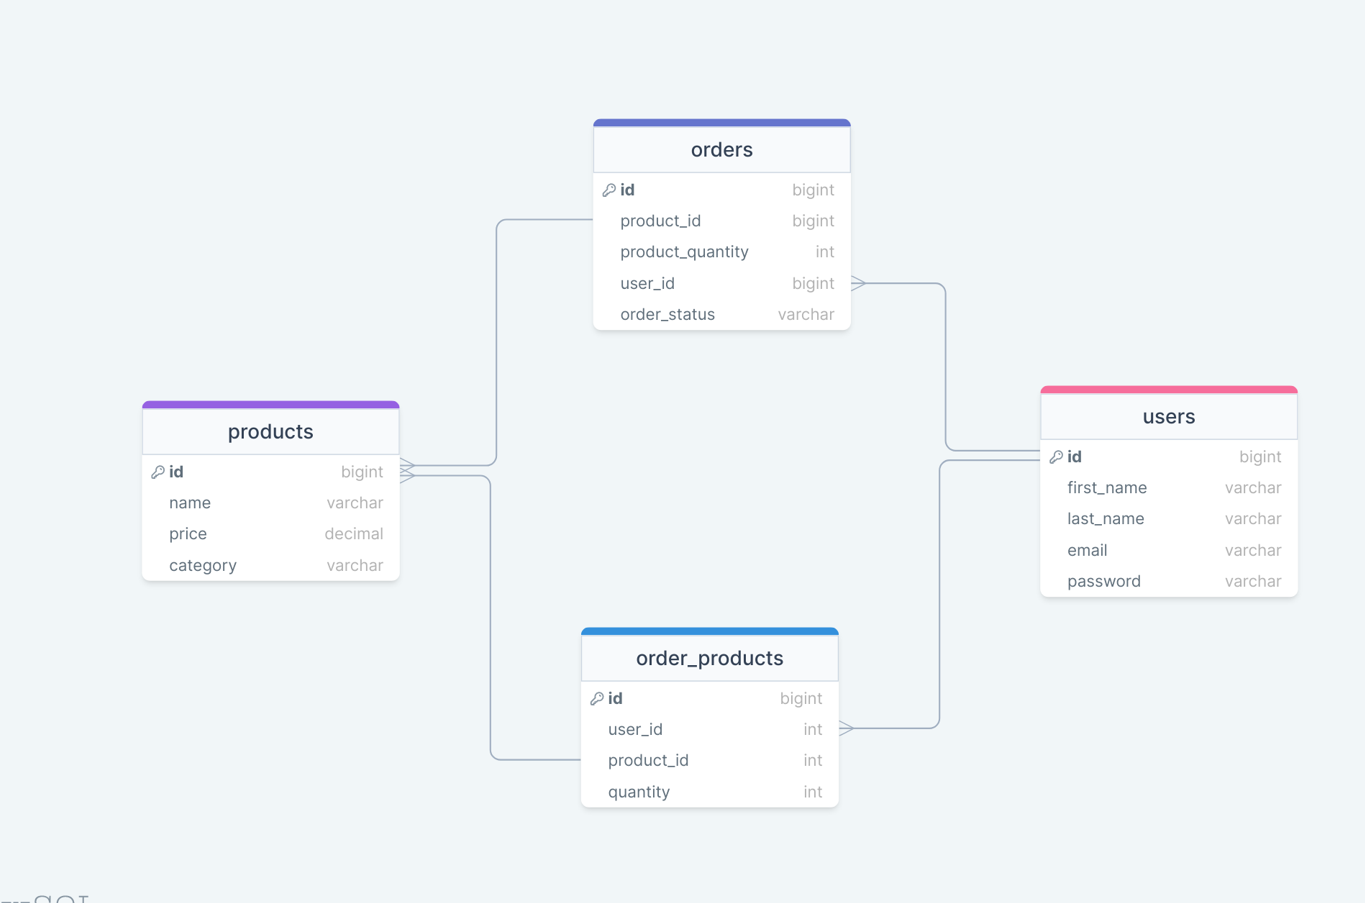 orders
id bigint
product_id bigint
product_quantity int
user_id bigint
order_status varchar
products
id bigint
name varchar
price decimal
category varchar
users
id bigint
first_name varchar
last_name varchar
email varchar
password varchar
order_products
id bigint
user_id int
product_id int
quantity int